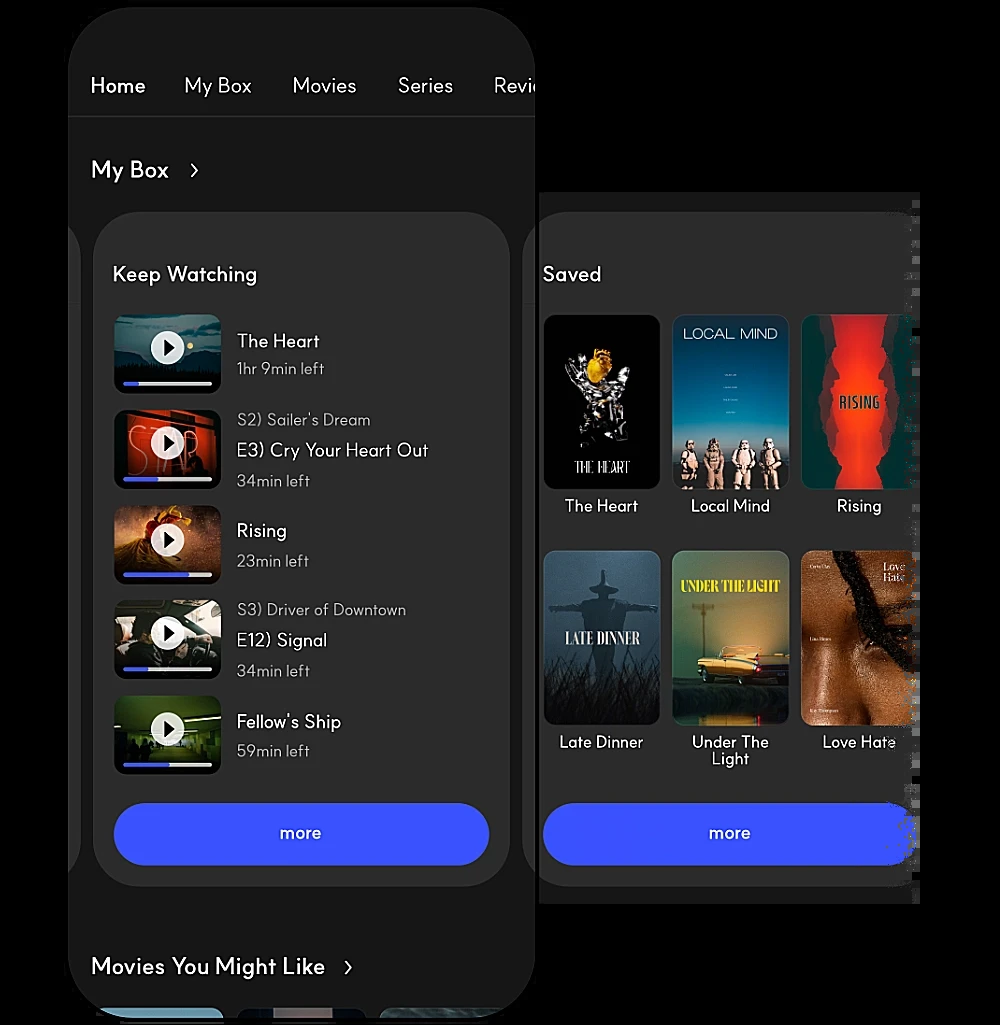 Home My Box Movies Series Revi
My Box >
Keep Watching
The Heart
1hr 9min left
S2) Sailer's Dream
E3) Cry Your Heart Out
34min left
Rising
23min left
S3) Driver of Downtown
E12) Signal
34min left
Fellow's Ship
59min left
more
Movies You Might Like >
Saved
THE HEART
The Heart
LOCAL MIND
Local Mind
RISING
Rising
LATE DINNER
Late Dinner
UNDER THE LIGHT
Under The
Light
Love
Hate
Love Hate
more